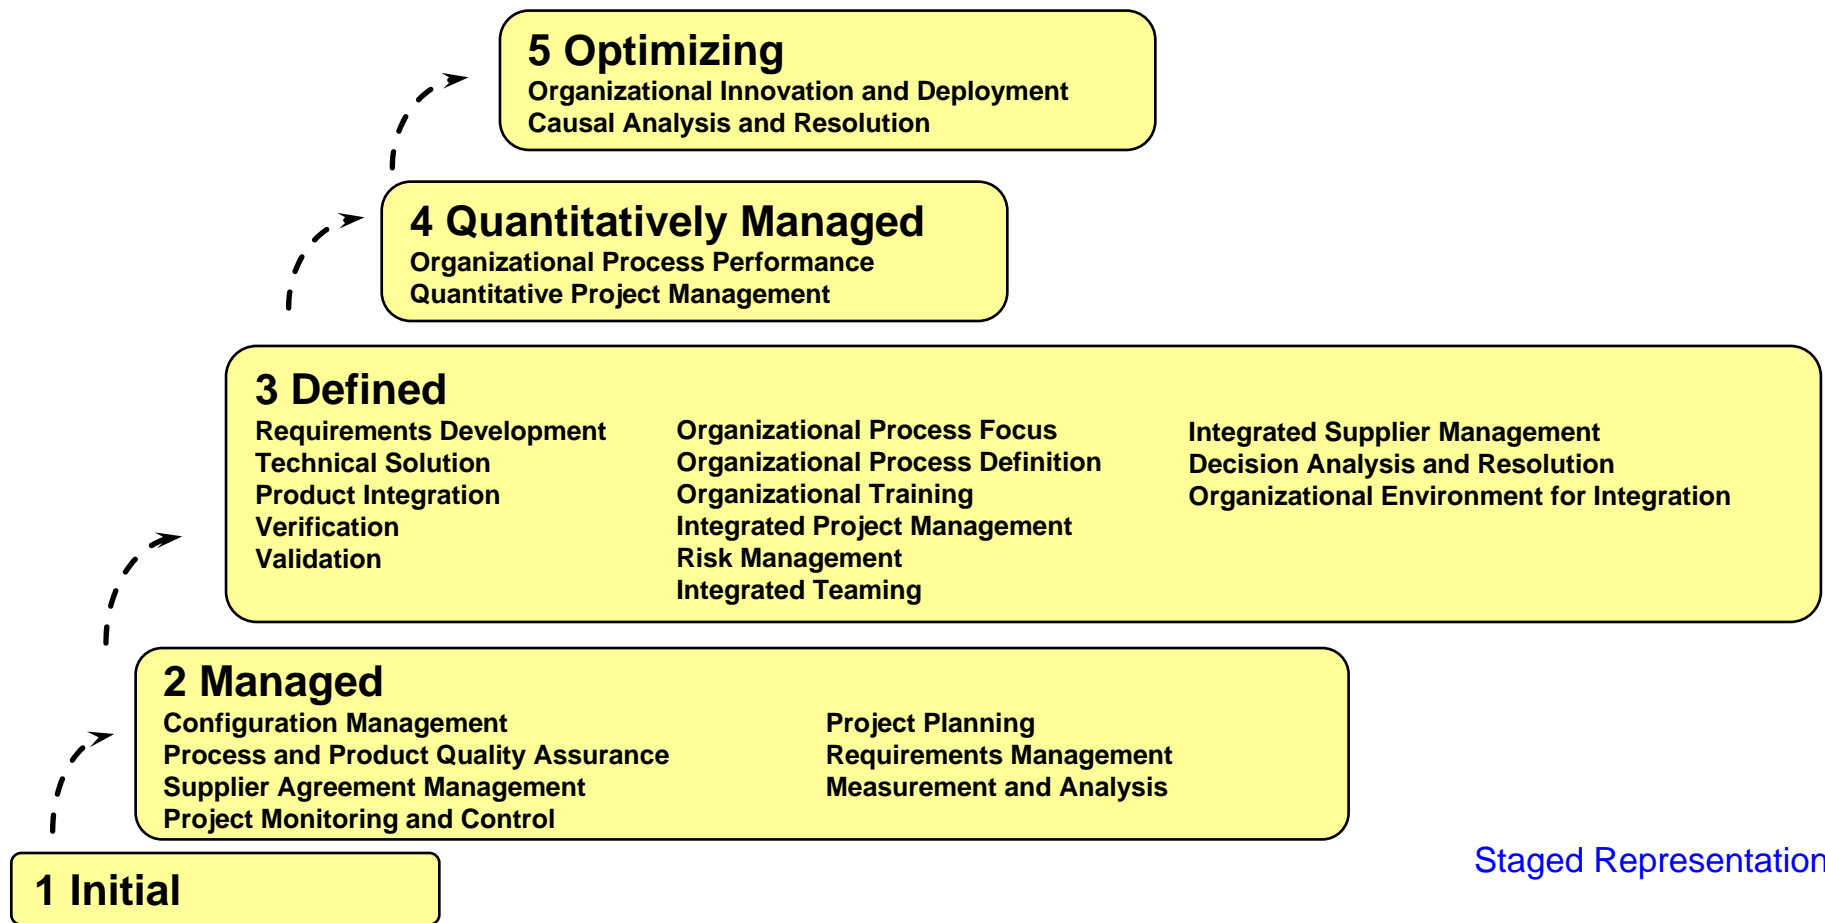 5 Optimizing
Organizational Innovation and Deployment
Causal Analysis and Resolution
4 Quantitatively Managed
Organizational Process Performance
Quantitative Project Management
3 Defined
Requirements Development
Technical Solution
Product Integration
Verification
Validation
Organizational Process Focus
Organizational Process Definition
Organizational Training
Integrated Project Management
Risk Management
Integrated Teaming
Integrated Supplier Management
Decision Analysis and Resolution
Organizational Environment for Integration
2 Managed
Configuration Management
Process and Product Quality Assurance
Supplier Agreement Management
Project Monitoring and Control
Project Planning
Requirements Management
Measurement and Analysis
1 Initial
Staged Representation